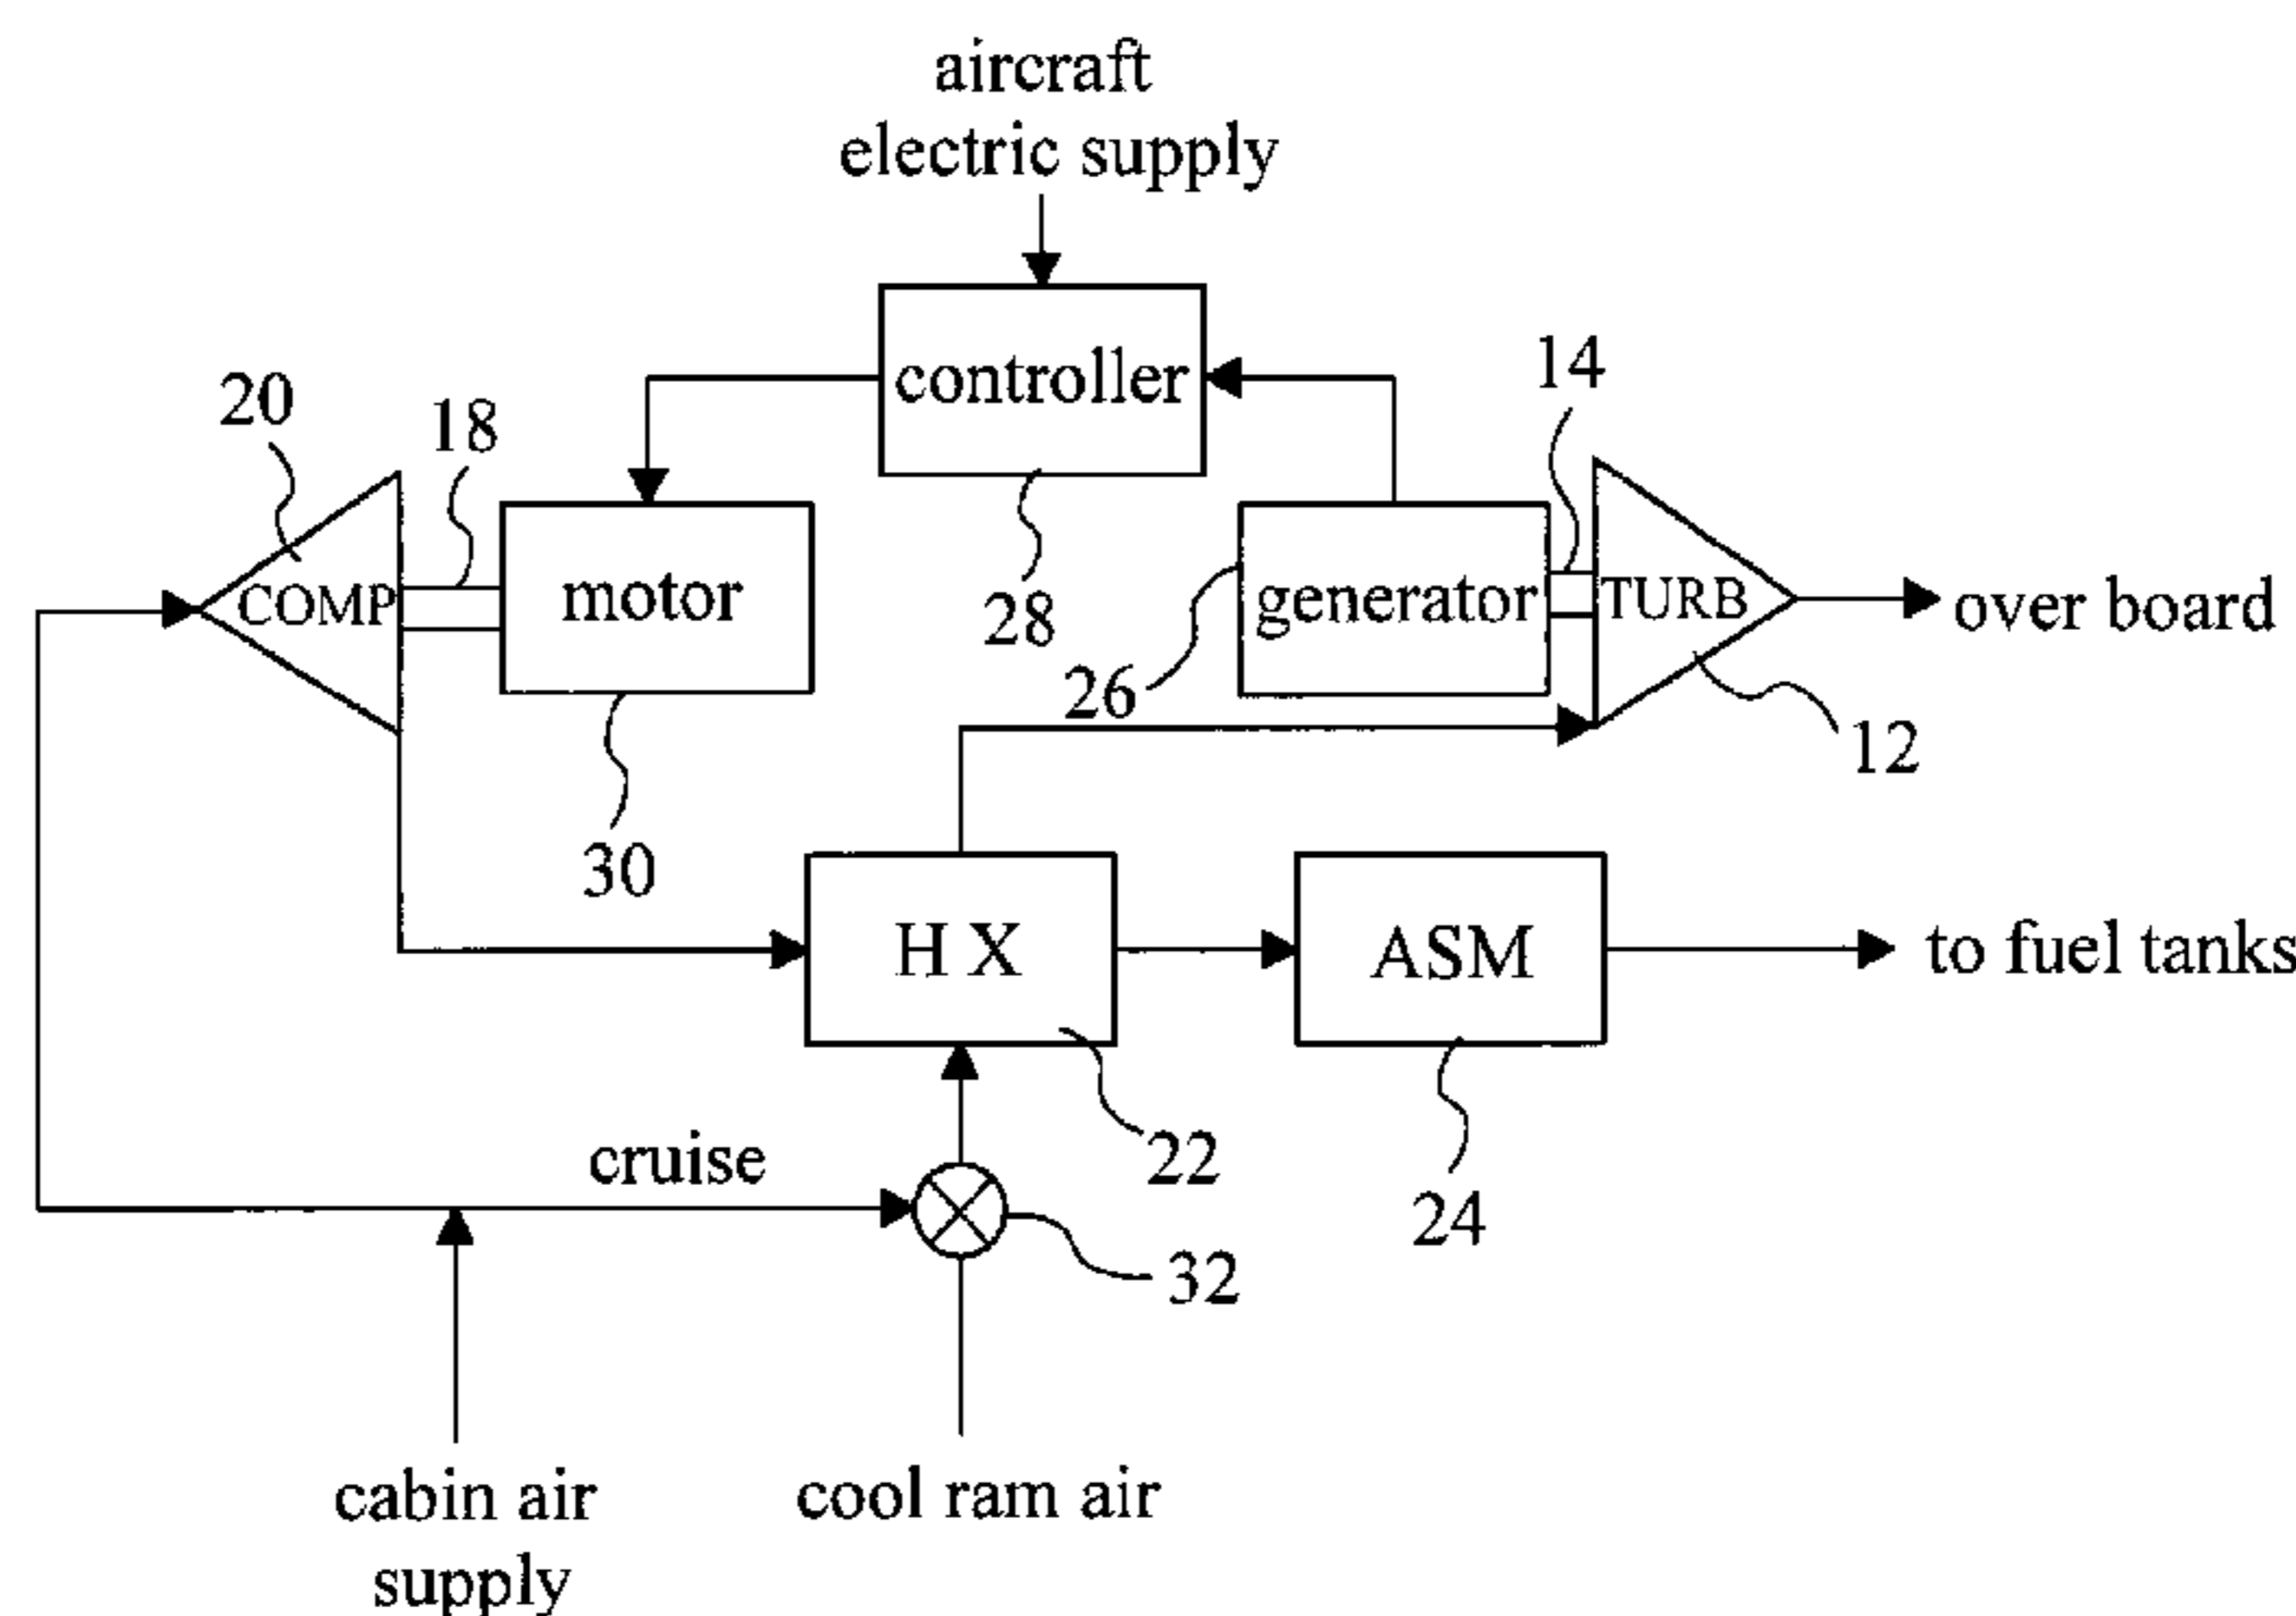 aircraft
electric supply
controller
14
20
18
28
COMP
motor
generator
TURB
over board
26
12
30
H X
ASM
to fuel tanks
22
24
cruise
32
cabin air
supply
cool ram air